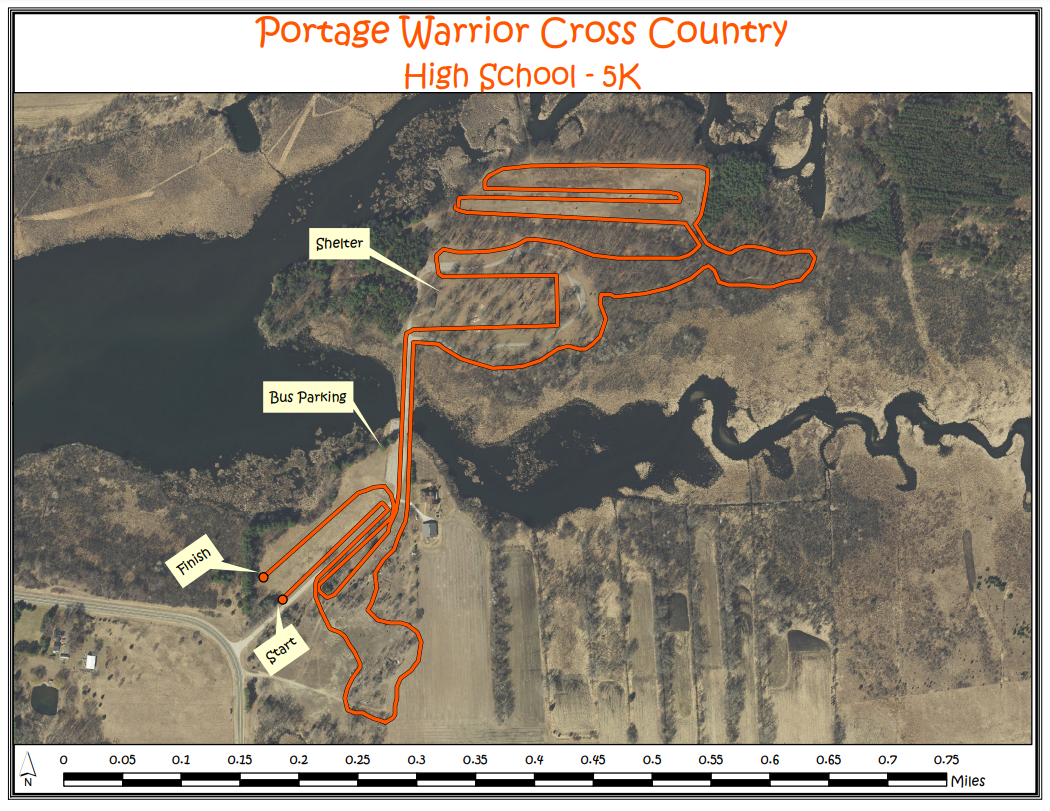 Portage Warrior Cross Country
High School - 5K
Shelter
Bus Parking
Finish
Start
N
0 0.05 0.1 0.15 0.2 0.25 0.3 0.35 0.4 0.45 0.5 0.55 0.6 0.65 0.7 0.75
Miles